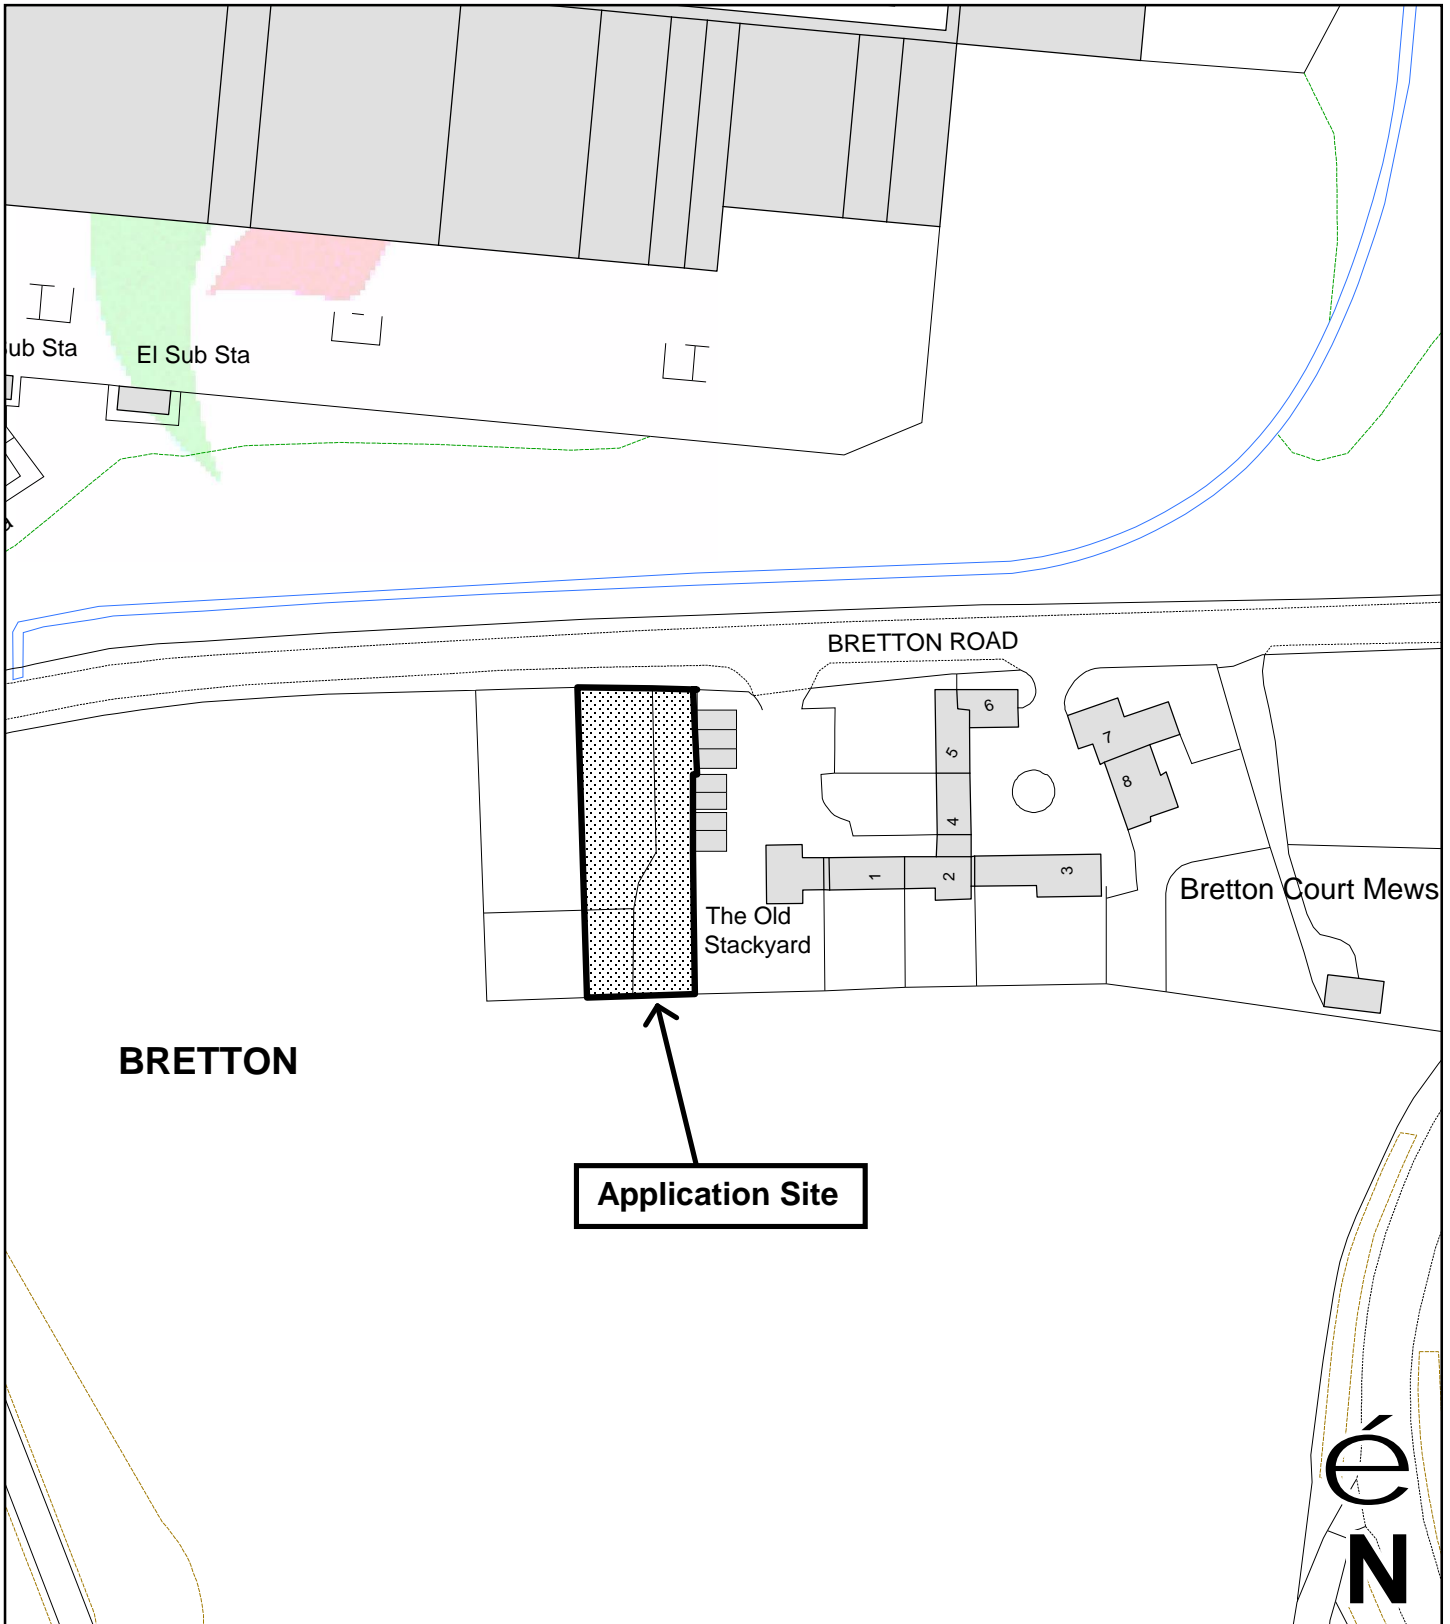 ub Sta
El Sub Sta
BRETTON ROAD
6
7
5
8
4
1
2
3
Bretton Court Mews
The Old
Stackyard
BRETTON
Application Site
é
N